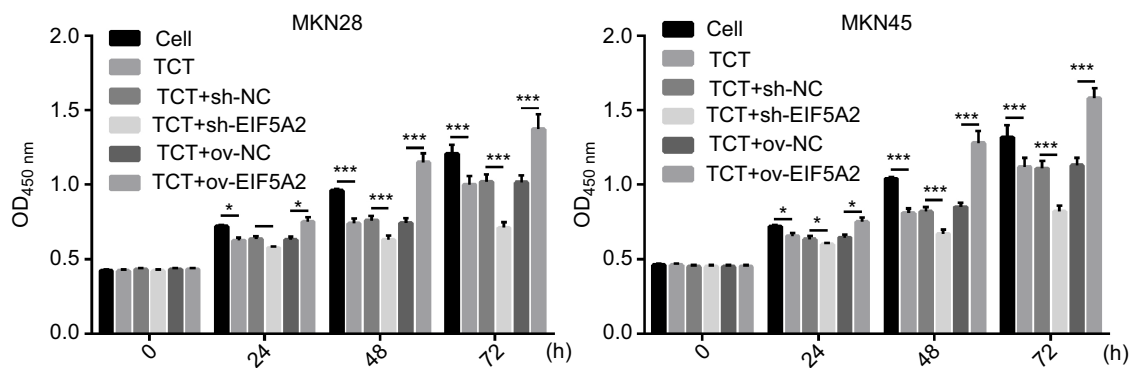 MKN28
OD450 nm
2.0
1.5
1.0
0.5
0.0
Cell
TCT
TCT+sh-NC
TCT+sh-EIF5A2
TCT+ov-NC
TCT+ov-EIF5A2
* *
*** *** ***
*** *** ***
0 24 48 72 (h)
MKN45
OD450 nm
2.0
1.5
1.0
0.5
0.0
Cell
TCT
TCT+sh-NC
TCT+sh-EIF5A2
TCT+ov-NC
TCT+ov-EIF5A2
* * *
*** *** ***
*** *** ***
0 24 48 72 (h)